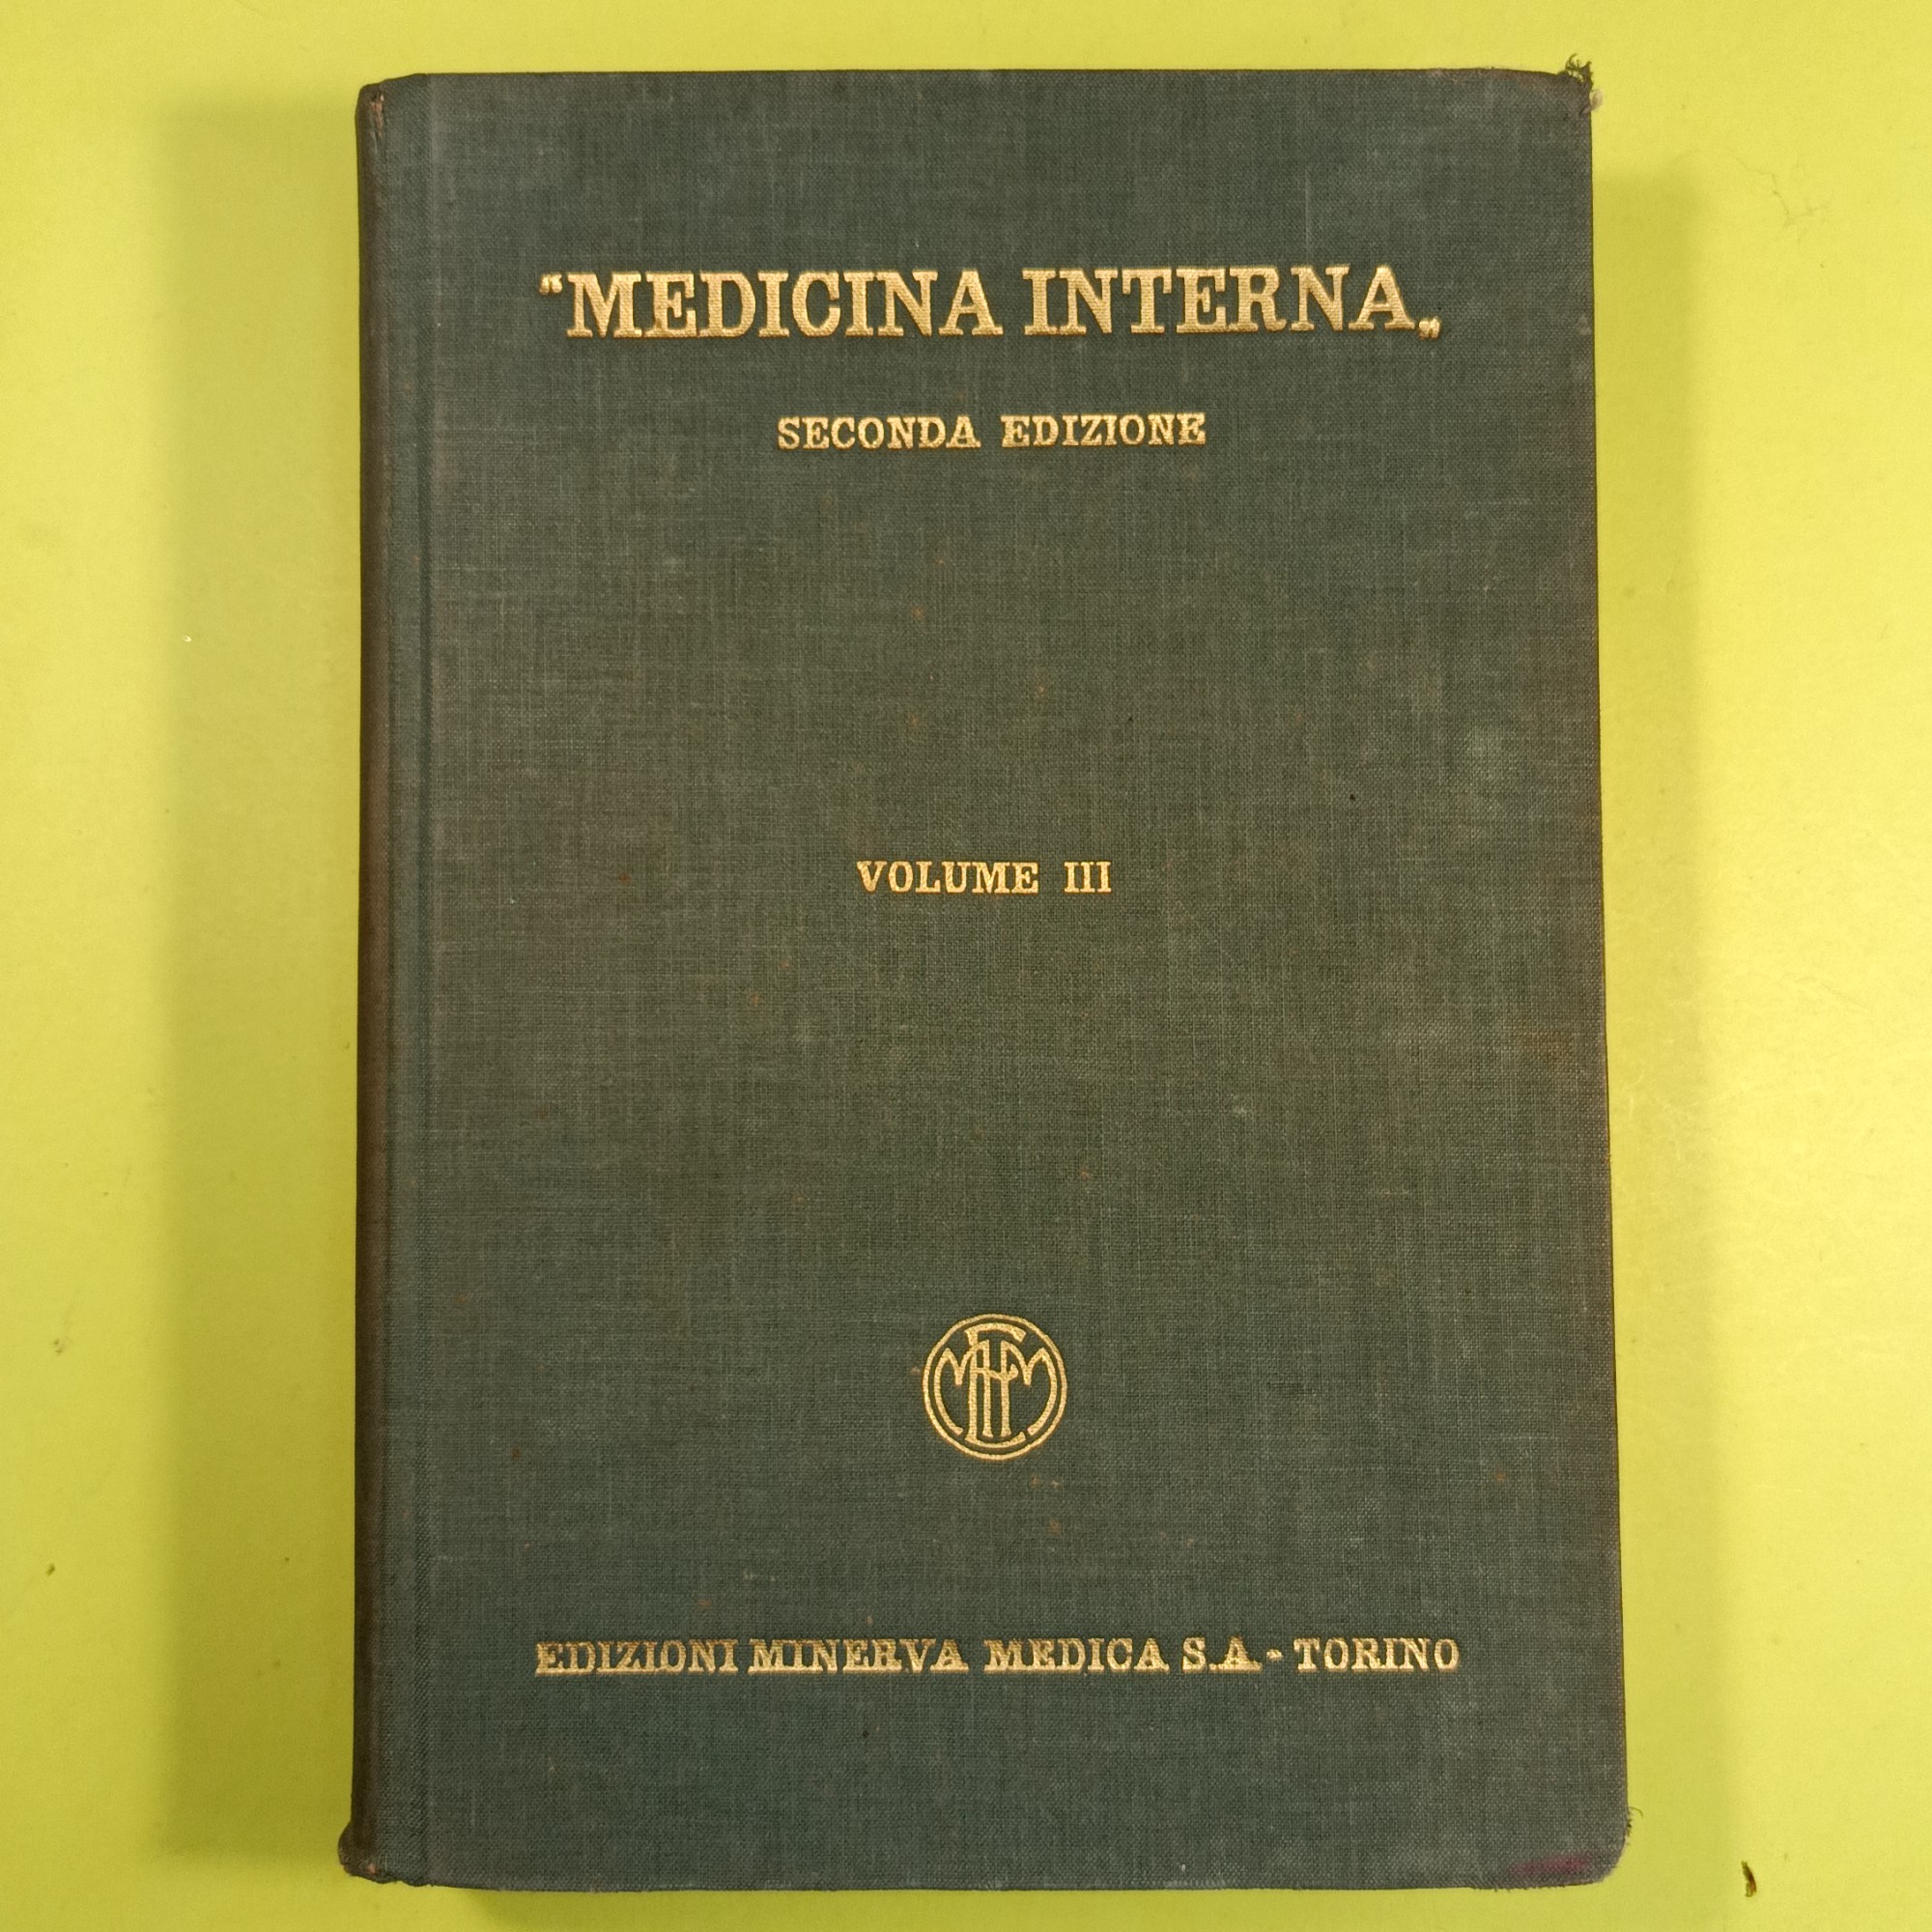 “MEDICINA INTERNA„
SECONDA EDIZIONE
VOLUME III
EDIZIONI MINERVA MEDICA S.A. - TORINO